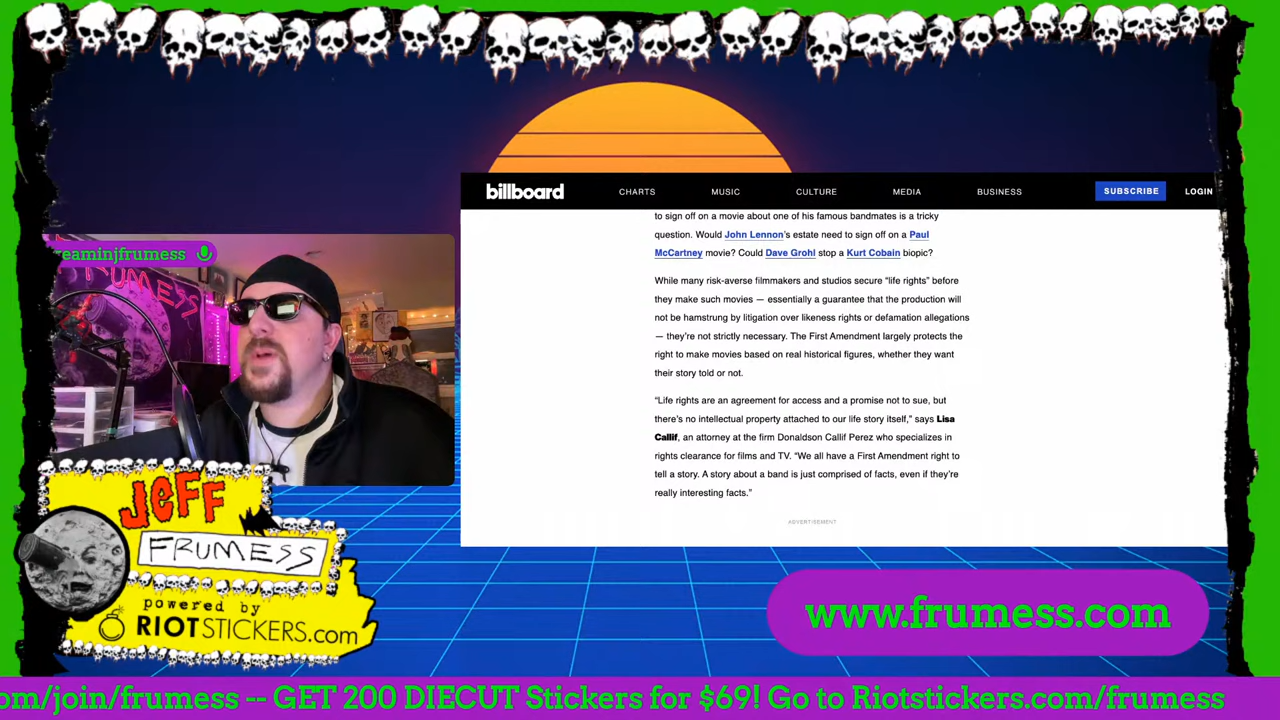 billboard
CHARTS
MUSIC
CULTURE
MEDIA
BUSINESS
SUBSCRIBE
LOGIN
to sign off on a movie about one of his famous bandmates is a tricky
question. Would John Lennon's estate need to sign off on a Paul
McCartney movie? Could Dave Grohl stop a Kurt Cobain biopic?
While many risk-averse filmmakers and studios secure “life rights” before
they make such movies — essentially a guarantee that the production will
not be hamstrung by litigation over likeness rights or defamation allegations
— they're not strictly necessary. The First Amendment largely protects the
right to make movies based on real historical figures, whether they want
their story told or not.
“Life rights are an agreement for access and a promise not to sue, but
there's no intellectual property attached to our life story itself,” says Lisa
Callif, an attorney at the firm Donaldson Callif Perez who specializes in
rights clearance for films and TV. “We all have a First Amendment right to
tell a story. A story about a band is just comprised of facts, even if they're
really interesting facts.”
ADVERTISEMENT
eaminjfrumess
FRUMESS
JEFF
FRUMESS
powered by
RIOTSTICKERS.com
www.frumess.com
om/join/frumess -- GET 200 DIECUT Stickers for $69! Go to Riotstickers.com/frumess